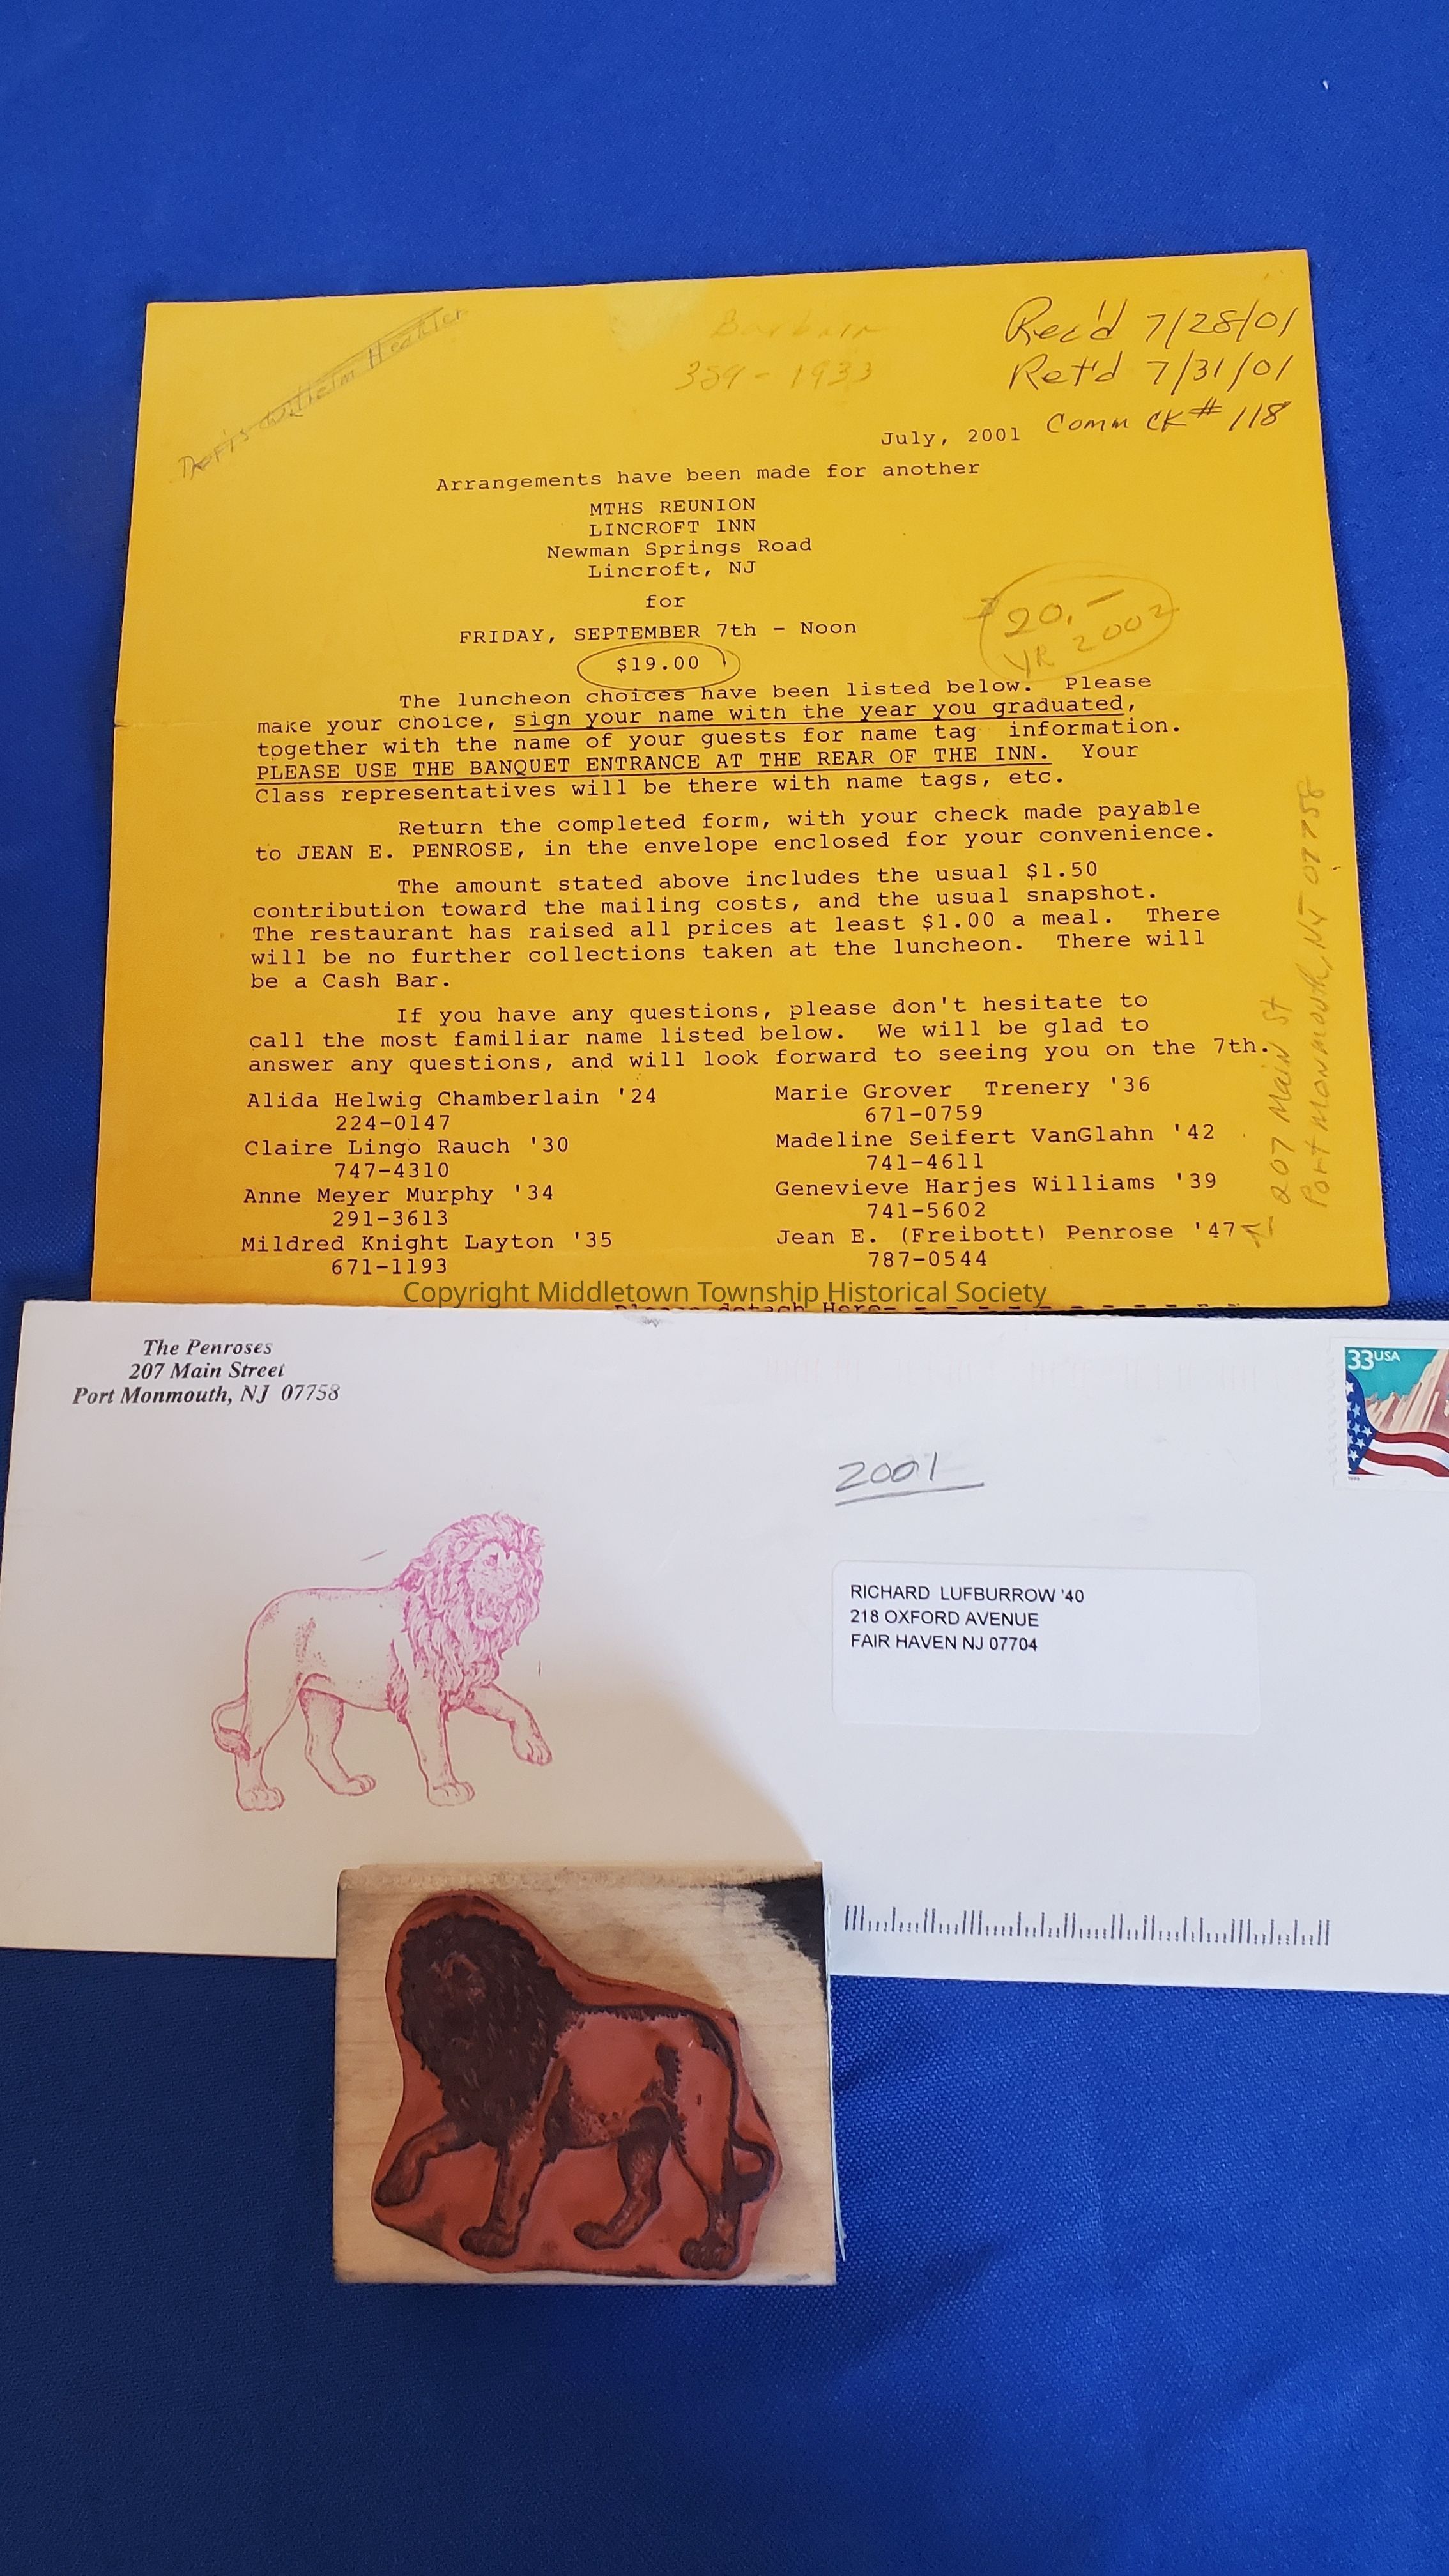 Rec'd 7/28/01
Ret'd 7/31/01
Comm CK# 118
Barbara
389-1933
July, 2001
Arrangements have been made for another
MTHS REUNION
LINCROFT INN
Newman Springs Road
Lincroft, NJ
for
FRIDAY, SEPTEMBER 7th - Noon
$19.00
20.-
YR 2002
The luncheon choices have been listed below. Please
make your choice, sign your name with the year you graduated,
together with the name of your guests for name tag information.
PLEASE USE THE BANQUET ENTRANCE AT THE REAR OF THE INN. Your
Class representatives will be there with name tags, etc.
Return the completed form, with your check made payable
to JEAN E. PENROSE, in the envelope enclosed for your convenience.
The amount stated above includes the usual $1.50
contribution toward the mailing costs, and the usual snapshot.
The restaurant has raised all prices at least $1.00 a meal. There
will be no further collections taken at the luncheon. There will
be a Cash Bar.
If you have any questions, please don't hesitate to
call the most familiar name listed below. We will be glad to
answer any questions, and will look forward to seeing you on the 7th.
Alida Helwig Chamberlain '24
224-0147
Claire Lingo Rauch '30
747-4310
Anne Meyer Murphy '34
291-3613
Mildred Knight Layton '35
671-1193
Marie Grover Trenery '36
671-0759
Madeline Seifert VanGlahn '42
741-4611
Genevieve Harjes Williams '39
741-5602
Jean E. (Freibott) Penrose '47
787-0544
207 Main St
Port Monmouth, NJ 07758
Copyright Middletown Township Historical Society
Please detach Here
The Penroses
207 Main Street
Port Monmouth, NJ 07758
33USA
2001
RICHARD LUFBURROW '40
218 OXFORD AVENUE
FAIR HAVEN NJ 07704